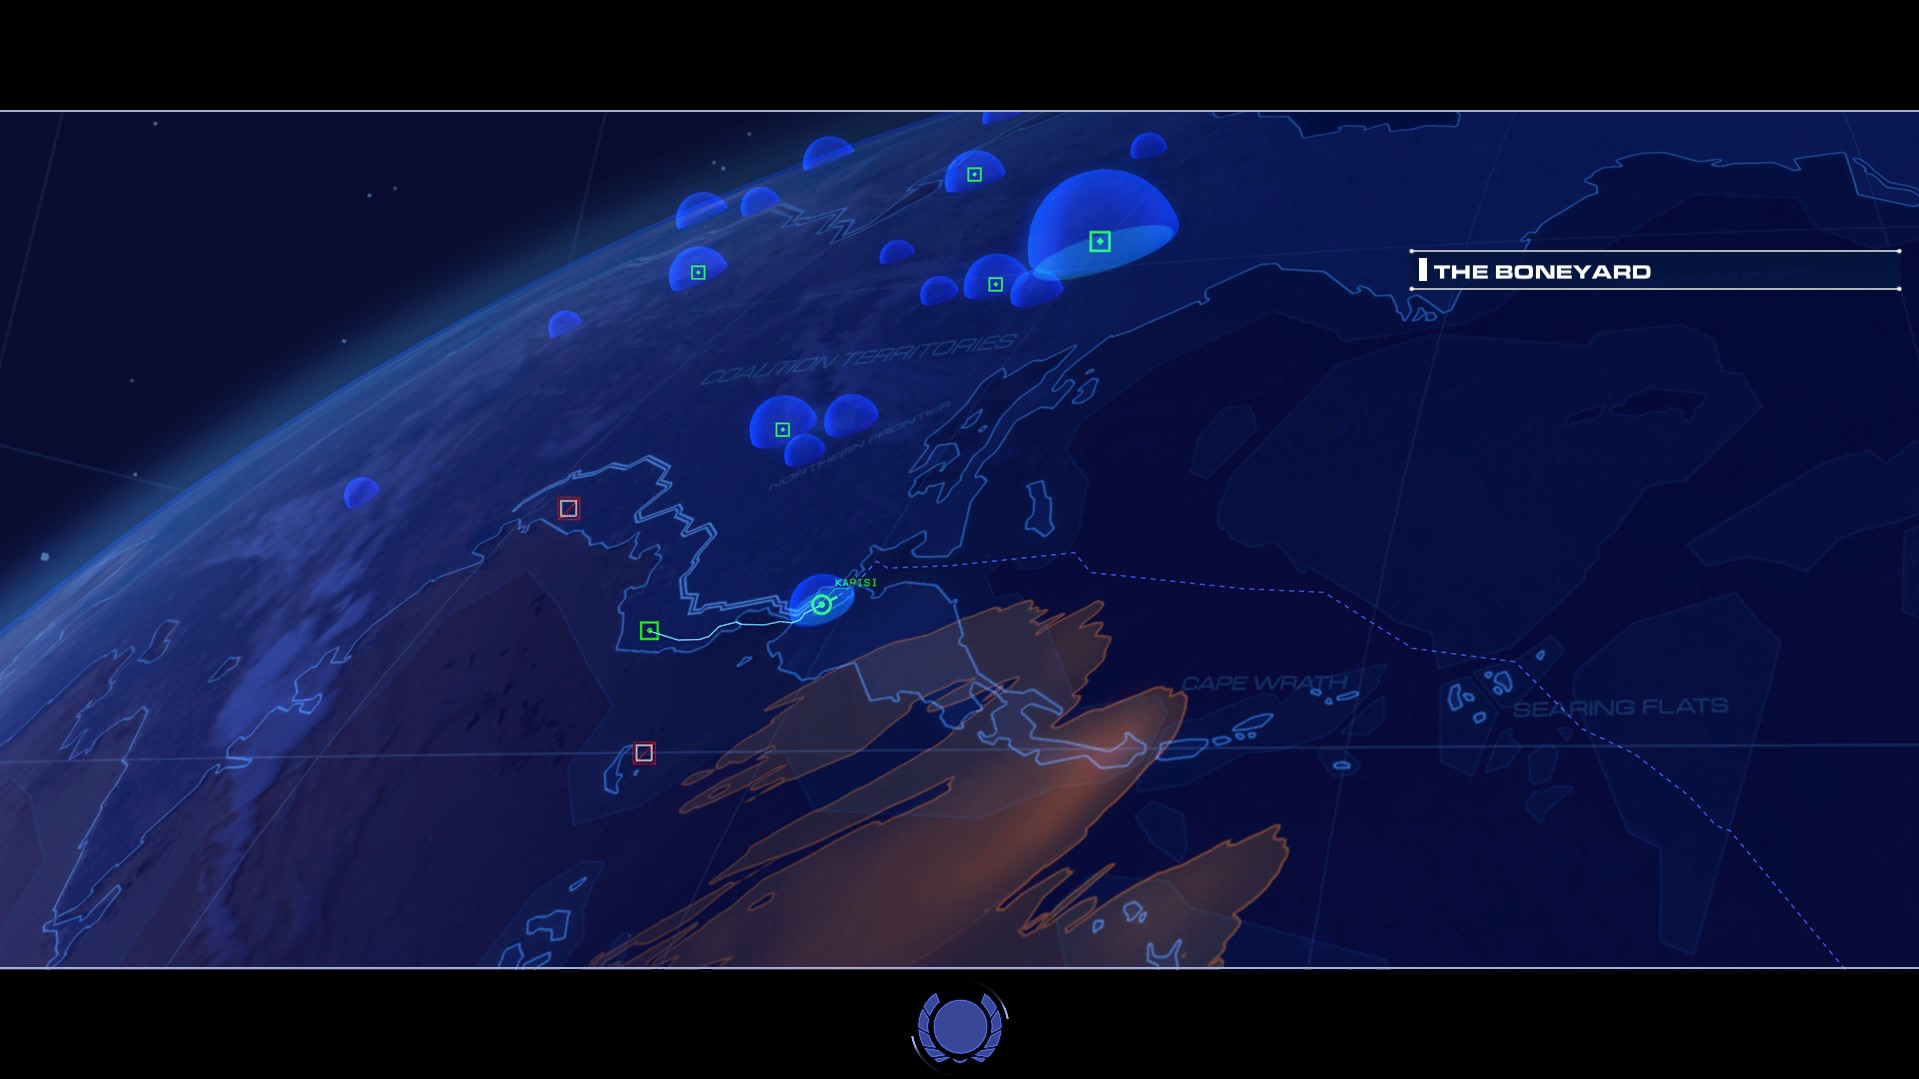 THE BONEYARD
COALITION TERRITORIES
NORTHERN FRONTIER
KAPISI
CAPE WRATH
SEARING FLATS